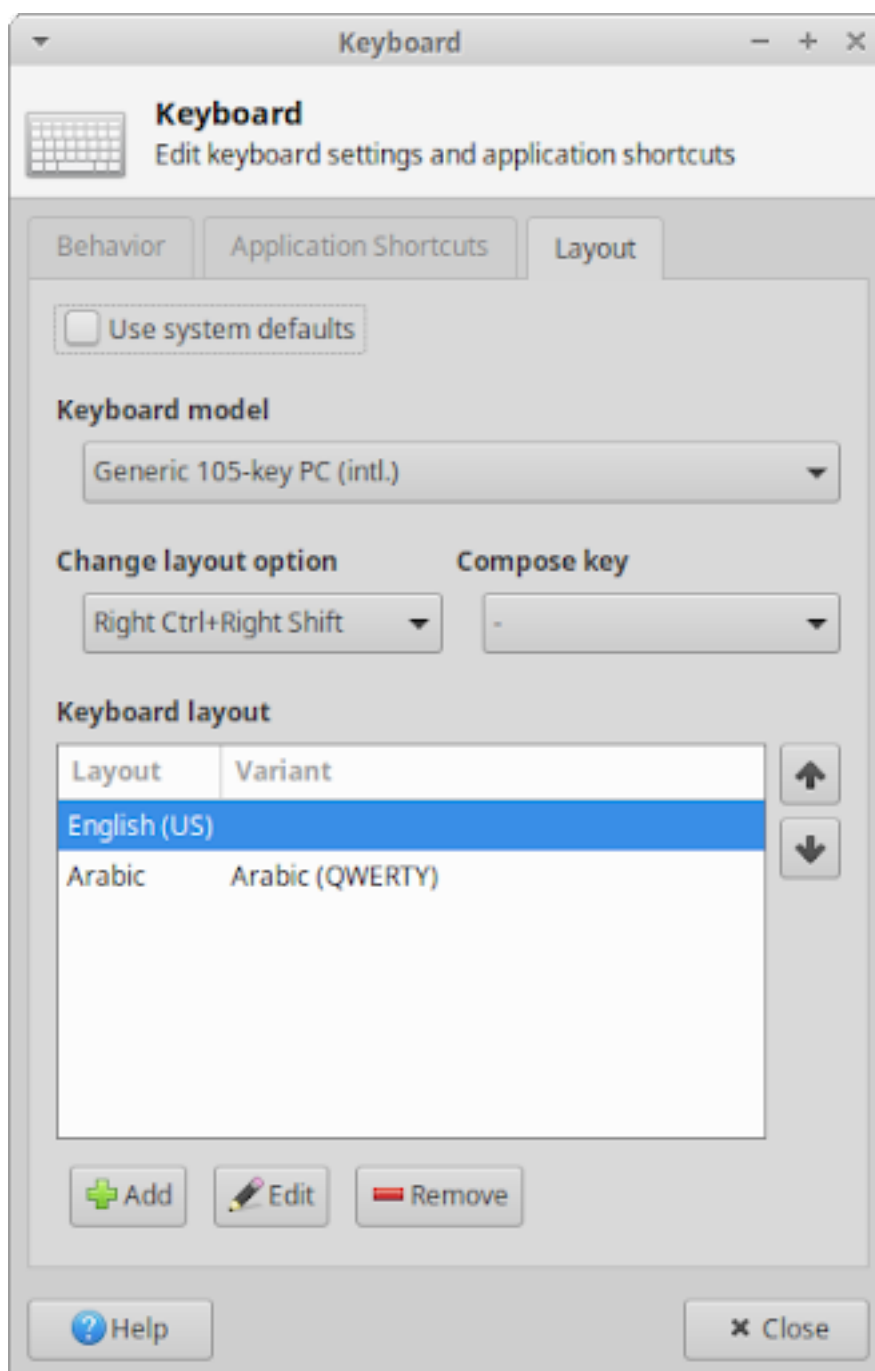 Keyboard
Keyboard
Edit keyboard settings and application shortcuts
Behavior Application Shortcuts Layout
Use system defaults
Keyboard model
Generic 105-key PC (intl.)
Change layout option Compose key
Right Ctrl+Right Shift -
Keyboard layout
Layout Variant
English (US)
Arabic Arabic (QWERTY)
Add Edit Remove
Help Close